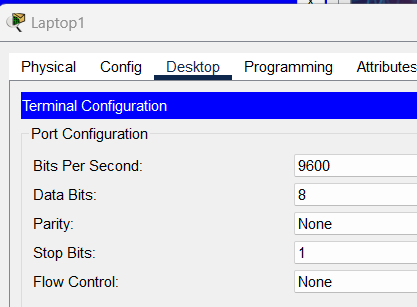 Laptop1
Physical Config Desktop Programming Attributes
Terminal Configuration
Port Configuration
Bits Per Second: 9600
Data Bits: 8
Parity: None
Stop Bits: 1
Flow Control: None